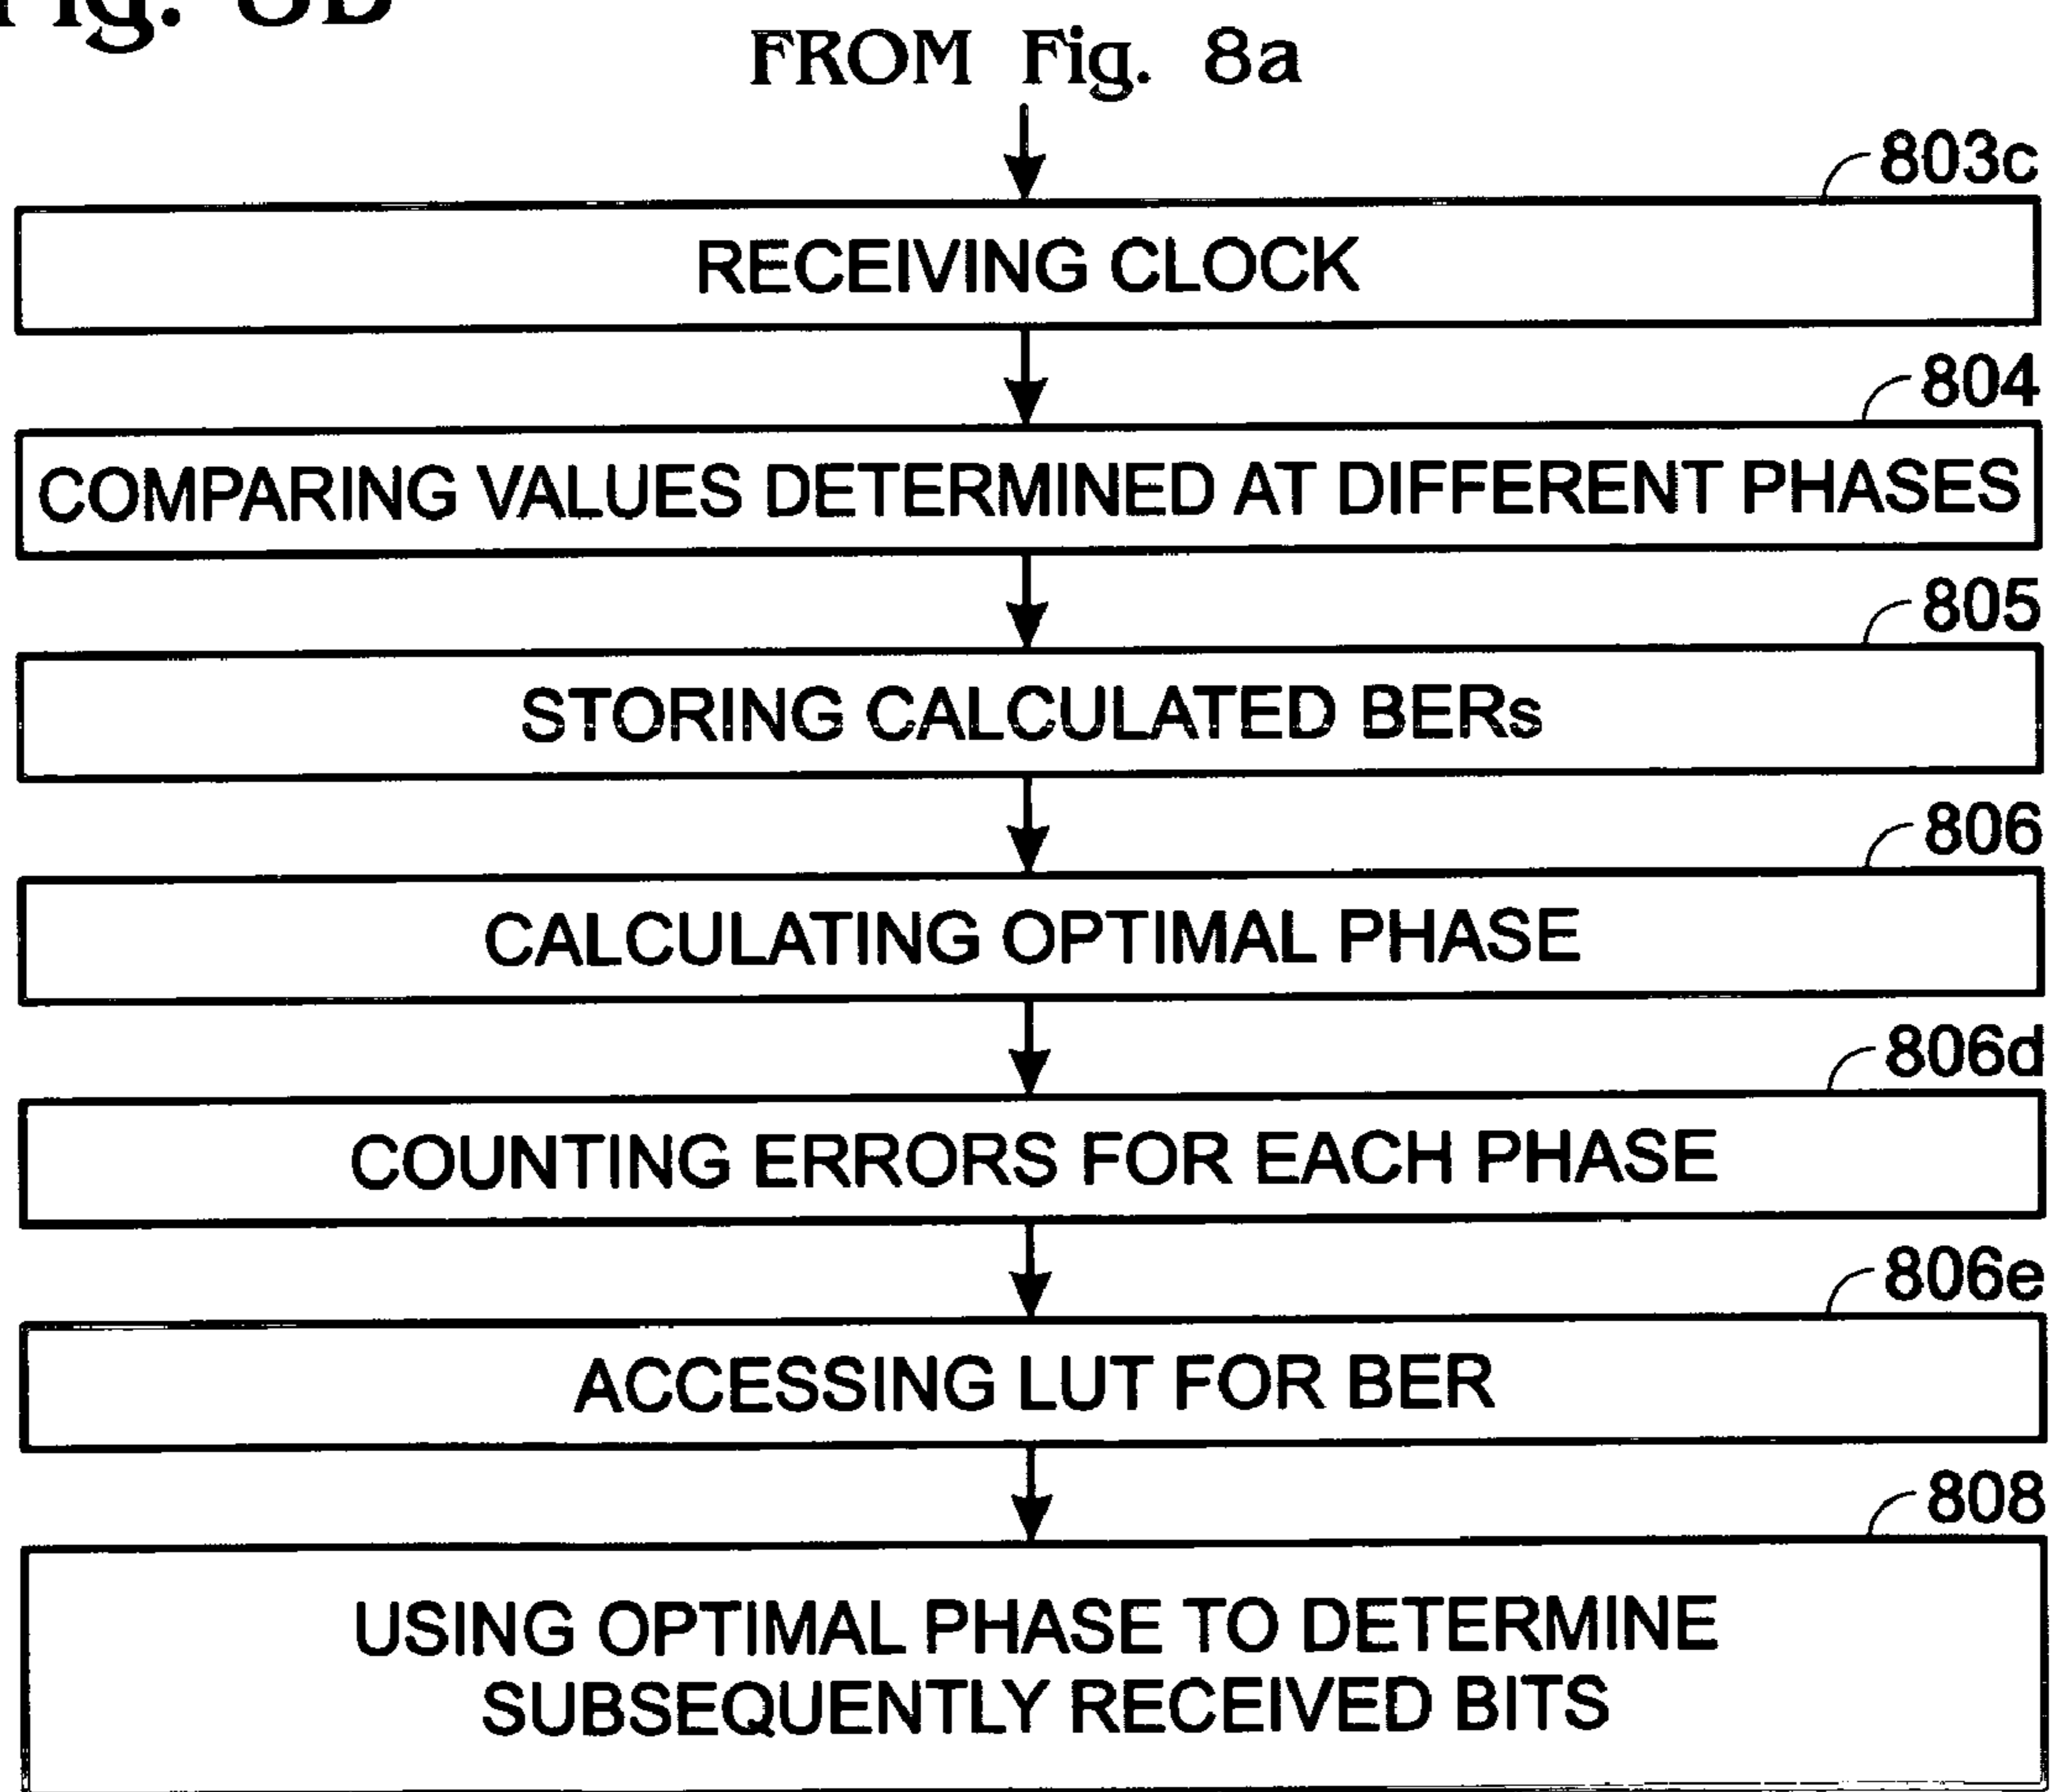 Fig. 8b
FROM Fig. 8a
803c
RECEIVING CLOCK
804
COMPARING VALUES DETERMINED AT DIFFERENT PHASES
805
STORING CALCULATED BERs
806
CALCULATING OPTIMAL PHASE
806d
COUNTING ERRORS FOR EACH PHASE
806e
ACCESSING LUT FOR BER
808
USING OPTIMAL PHASE TO DETERMINE
SUBSEQUENTLY RECEIVED BITS